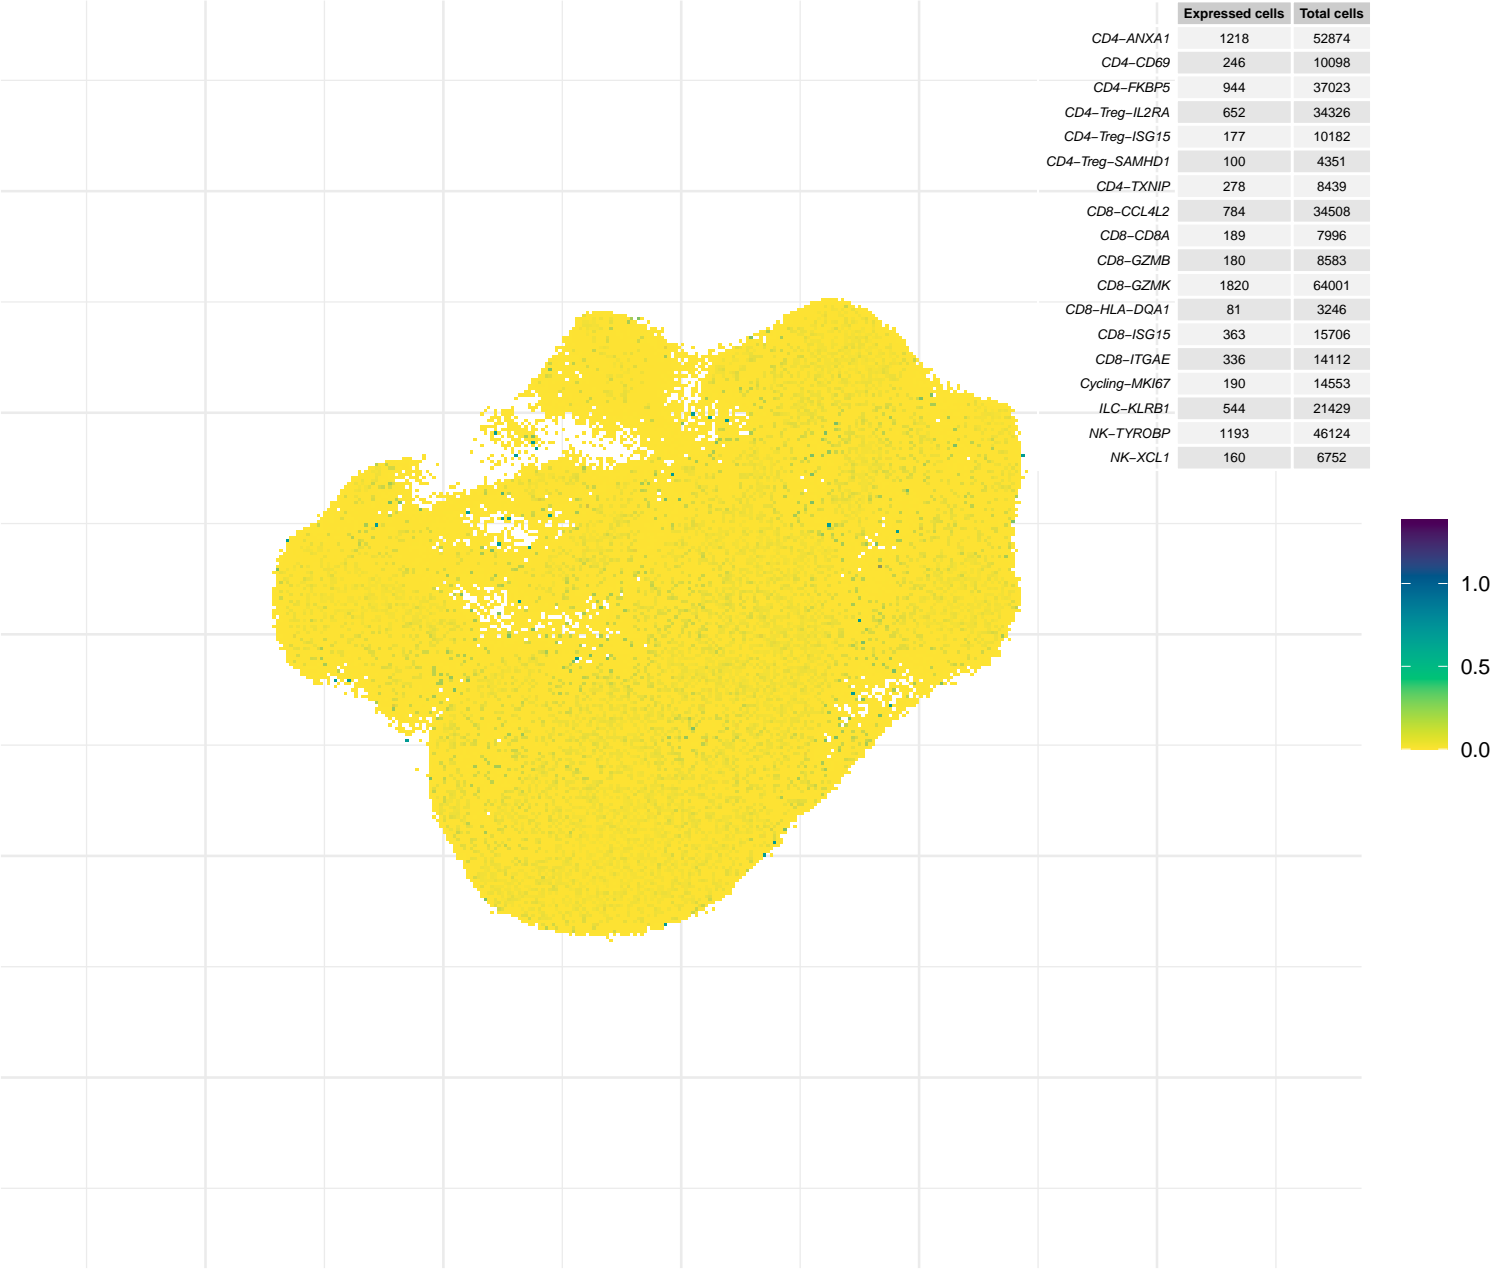 Expressed cells Total cells
CD4−ANXA1 1218 52874
CD4−CD69 246 10098
CD4−FKBP5 944 37023
CD4−Treg−IL2RA 652 34326
CD4−Treg−ISG15 177 10182
CD4−Treg−SAMHD1 100 4351
CD4−TXNIP 278 8439
CD8−CCL4L2 784 34508
CD8−CD8A 189 7996
CD8−GZMB 180 8583
CD8−GZMK 1820 64001
CD8−HLA−DQA1 81 3246
CD8−ISG15 363 15706
CD8−ITGAE 336 14112
Cycling−MKI67 190 14553
ILC−KLRB1 544 21429
NK−TYROBP 1193 46124
NK−XCL1 160 6752
1.0
0.5
0.0